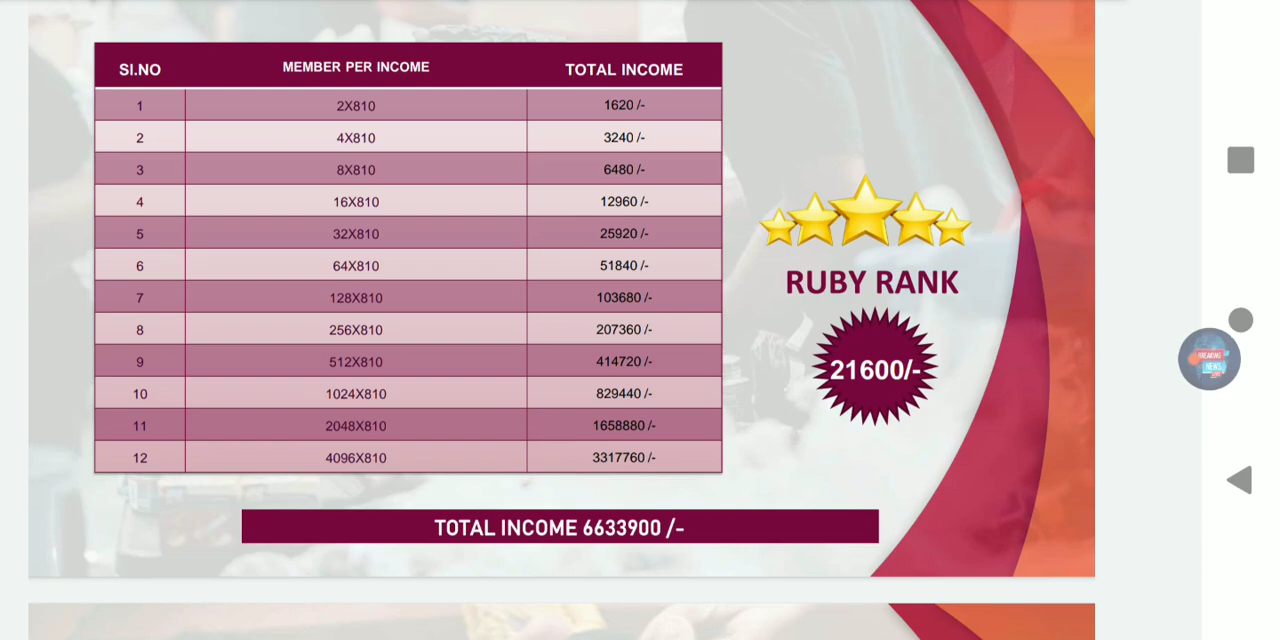 SI.NO MEMBER PER INCOME TOTAL INCOME
1 2X810 1620 /-
2 4X810 3240 /-
3 8X810 6480 /-
4 16X810 12960 /-
5 32X810 25920 /-
6 64X810 51840 /-
7 128X810 103680 /-
8 256X810 207360 /-
9 512X810 414720 /-
10 1024X810 829440 /-
11 2048X810 1658880 /-
12 4096X810 3317760 /-
RUBY RANK
21600/-
BREAKING
NEWS
TOTAL INCOME 6633900 /-